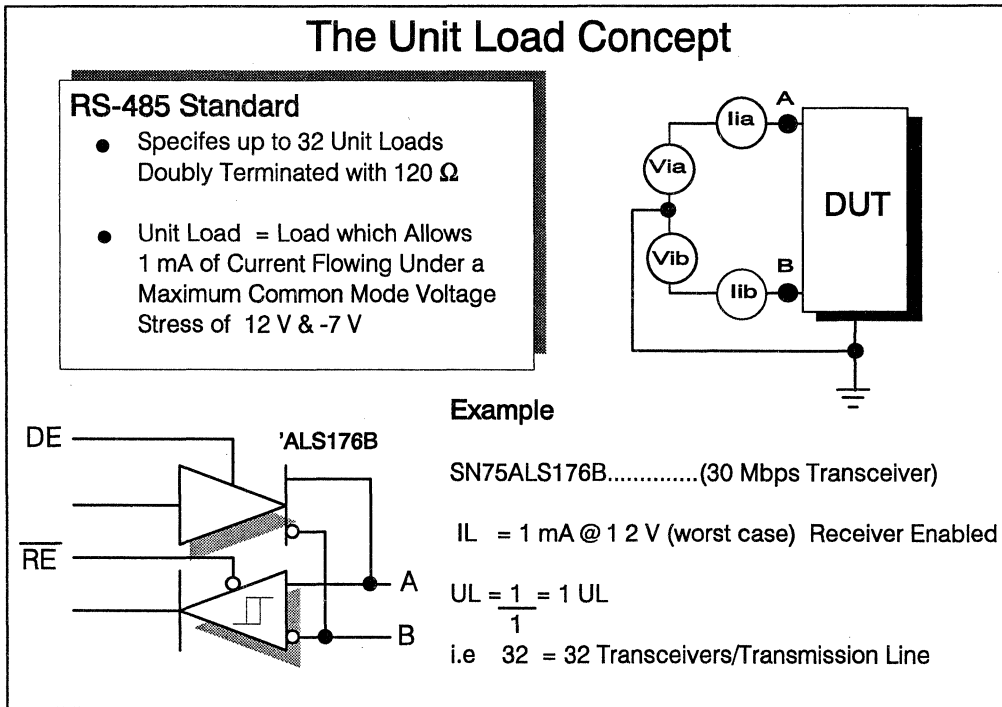 The Unit Load Concept
RS-485 Standard
● Specifes up to 32 Unit Loads
Doubly Terminated with 120 Ω
● Unit Load = Load which Allows
1 mA of Current Flowing Under a
Maximum Common Mode Voltage
Stress of 12 V & -7 V
Iia
A
Via
DUT
Vib
B
Iib
DE
'ALS176B
RE
A
B
Example
SN75ALS176B..............(30 Mbps Transceiver)
IL = 1 mA @ 1 2 V (worst case) Receiver Enabled
UL = 1 = 1 UL
1
i.e 32 = 32 Transceivers/Transmission Line